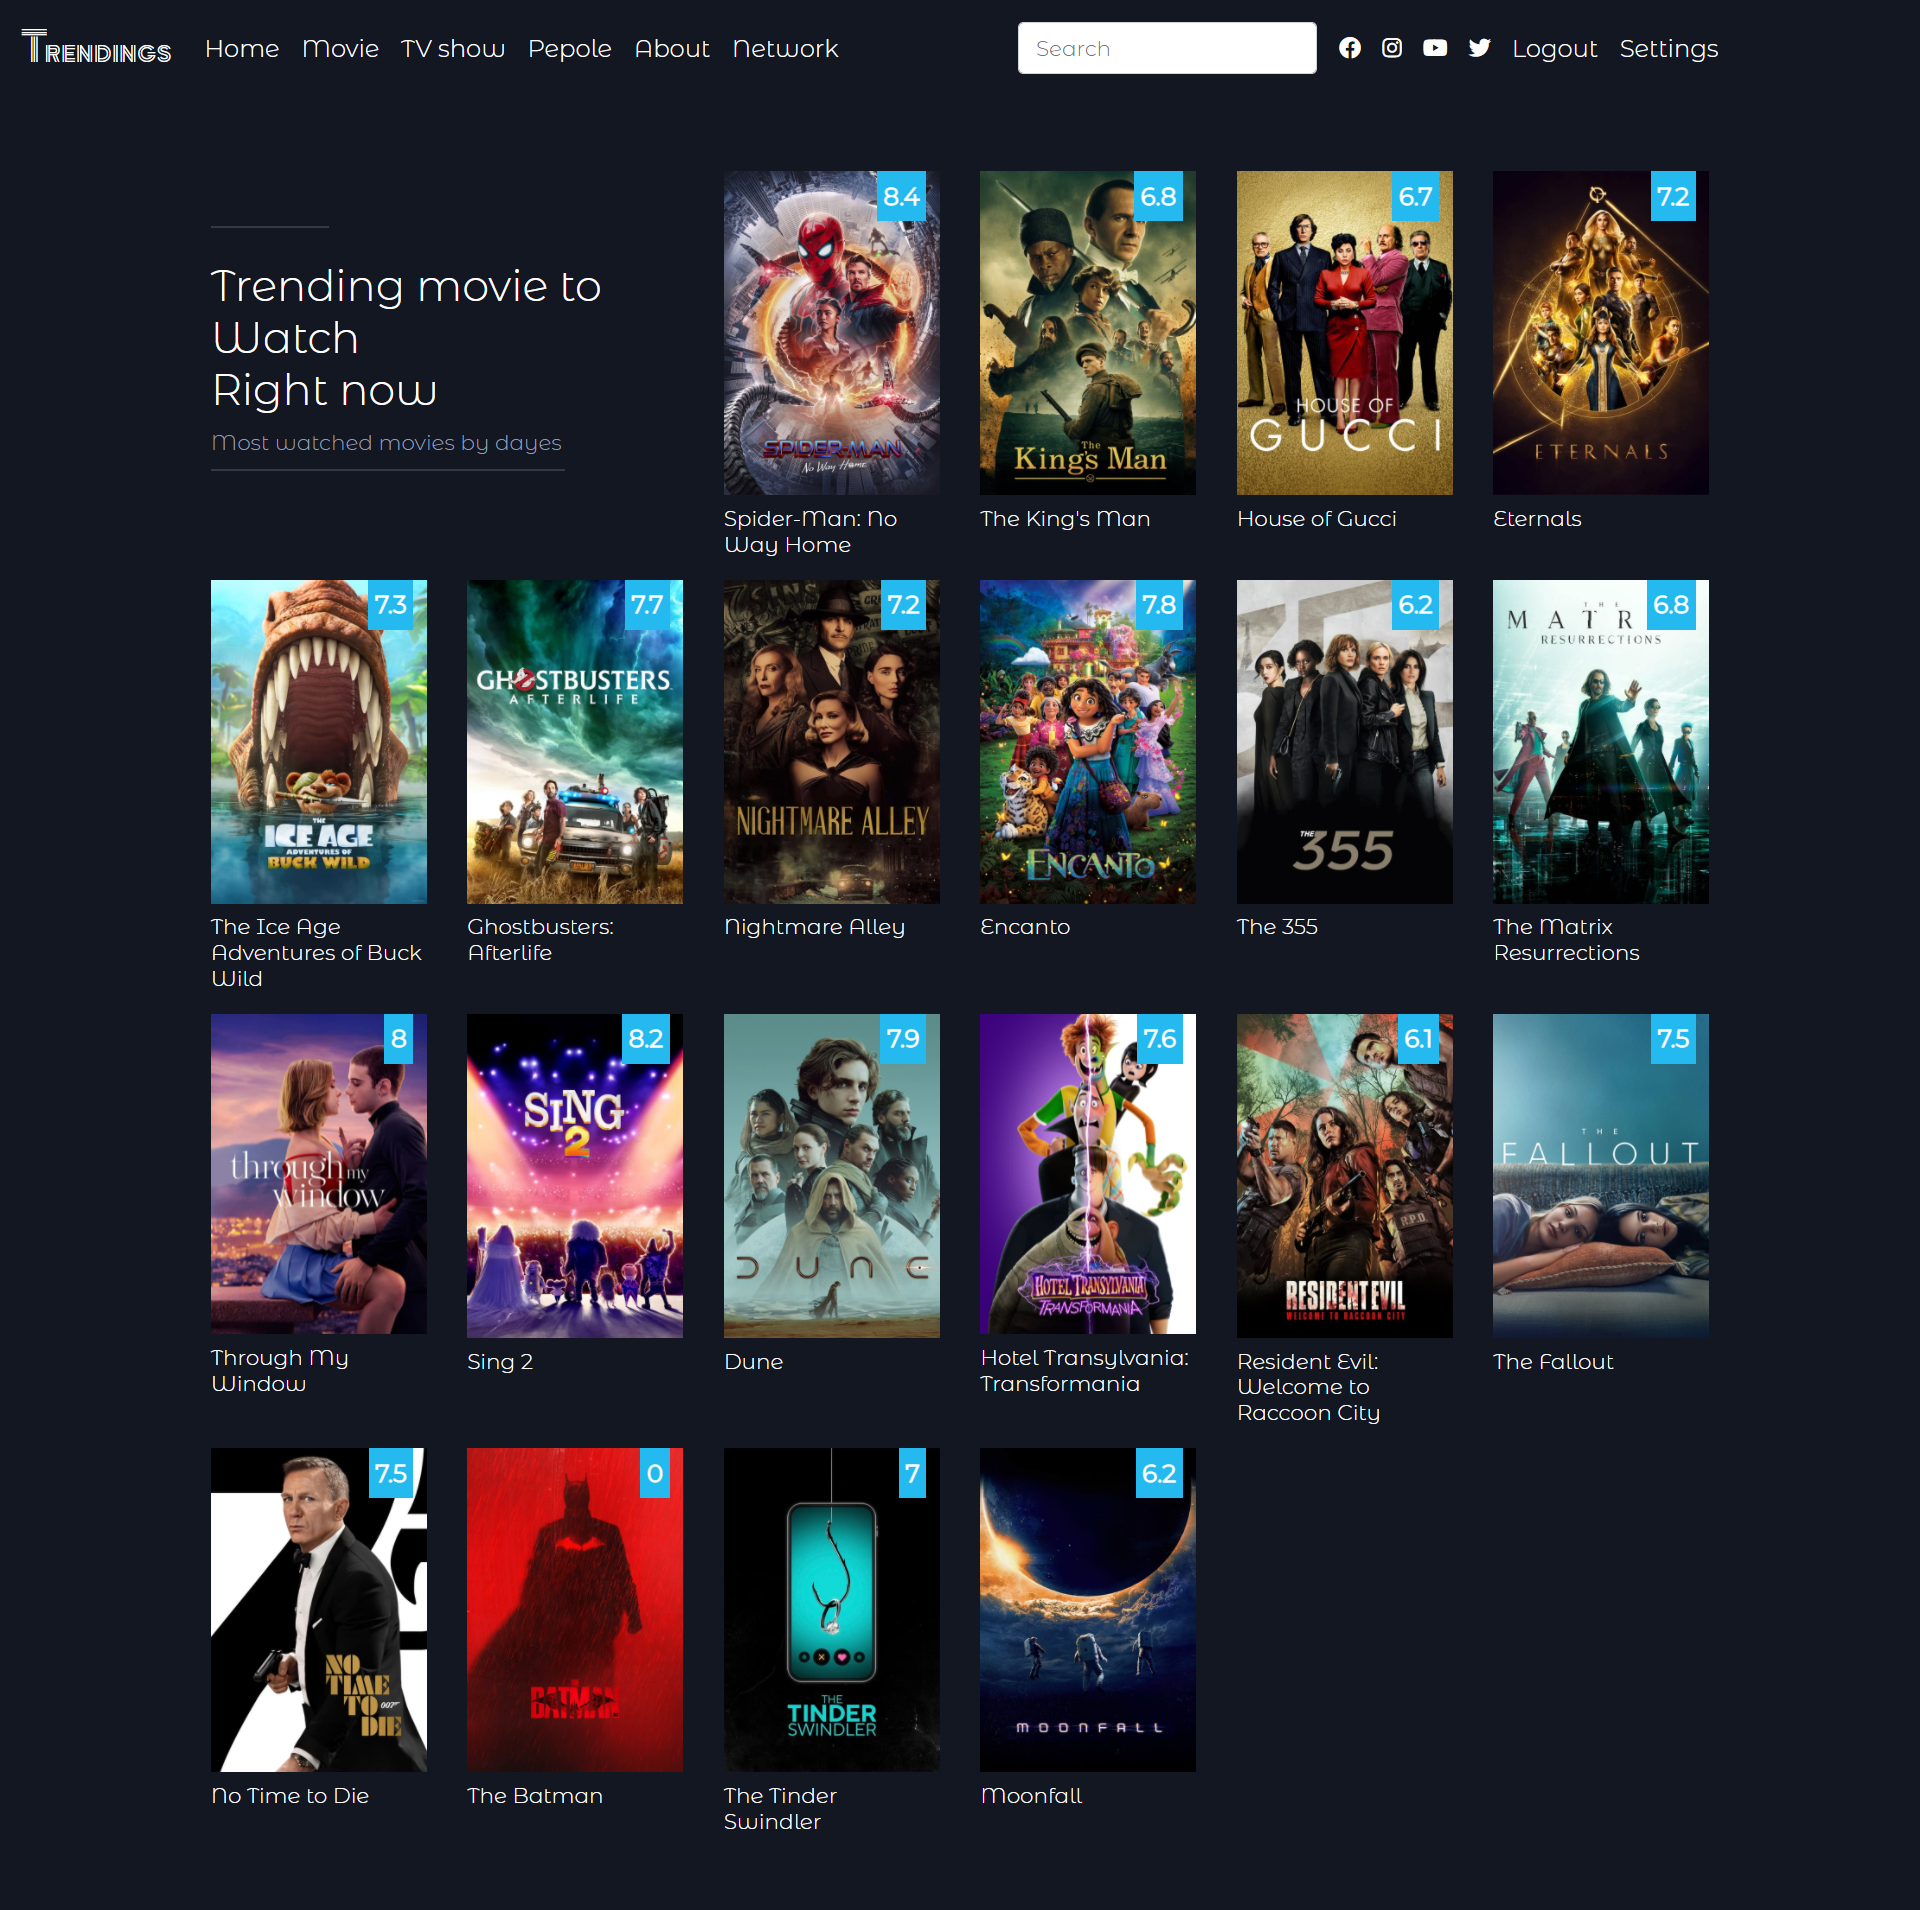 TRENDINGS Home Movie TV show Pepole About Network Search Logout Settings
Trending movie to
Watch
Right now
Most watched movies by dayes
8.4
SPIDER-MAN
No Way Home
Spider-Man: No
Way Home
6.8
The
King's Man
The King's Man
6.7
HOUSE OF
GUCCI
House of Gucci
7.2
ETERNALS
Eternals
7.3
THE
ICE AGE
ADVENTURES OF
BUCK WILD
The Ice Age
Adventures of Buck
Wild
7.7
GHOSTBUSTERS
AFTERLIFE
Ghostbusters:
Afterlife
7.2
NIGHTMARE ALLEY
Nightmare Alley
7.8
ENCANTO
Encanto
6.2
THE
355
The 355
6.8
THE
MATR
RESURRECTIONS
The Matrix
Resurrections
8
through my
window
Through My
Window
8.2
SING
2
Sing 2
7.9
DUNE
Dune
7.6
HOTEL TRANSYLVANIA
TRANSFORMANIA
Hotel Transylvania:
Transformania
6.1
R.P.D.
RESIDENT EVIL
WELCOME TO RACCOON CITY
Resident Evil:
Welcome to
Raccoon City
7.5
THE
FALLOUT
The Fallout
7.5
NO
TIME
TO 007
DIE
No Time to Die
0
THE BATMAN
The Batman
7
THE
TINDER
SWINDLER
The Tinder
Swindler
6.2
MOONFALL
Moonfall